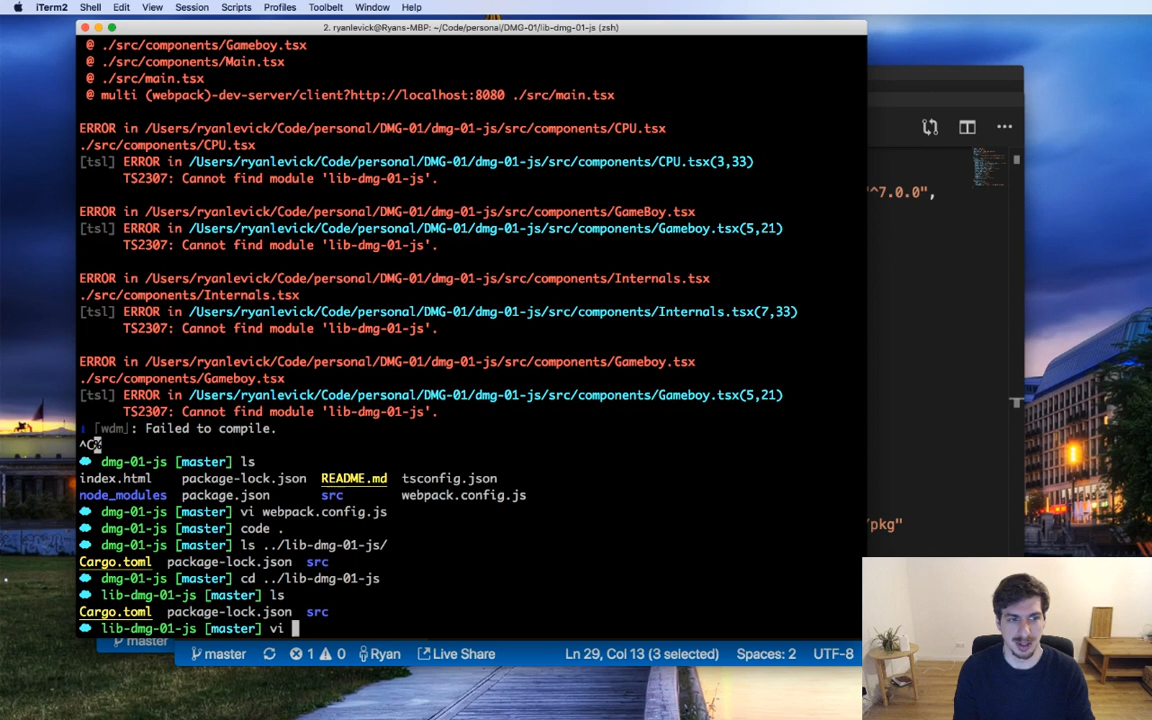 iTerm2 Shell Edit View Session Scripts Profiles Toolbelt Window Help
2. ryanlevick@Ryans-MBP: ~/Code/personal/DMG-01/lib-dmg-01-js (zsh)
@ ./src/components/Gameboy.tsx
@ ./src/components/Main.tsx
@ ./src/main.tsx
@ multi (webpack)-dev-server/client?http://localhost:8080 ./src/main.tsx
ERROR in /Users/ryanlevick/Code/personal/DMG-01/dmg-01-js/src/components/CPU.tsx
./src/components/CPU.tsx
[tsl] ERROR in /Users/ryanlevick/Code/personal/DMG-01/dmg-01-js/src/components/CPU.tsx(3,33)
TS2307: Cannot find module 'lib-dmg-01-js'.
ERROR in /Users/ryanlevick/Code/personal/DMG-01/dmg-01-js/src/components/GameBoy.tsx
[tsl] ERROR in /Users/ryanlevick/Code/personal/DMG-01/dmg-01-js/src/components/Gameboy.tsx(5,21)
TS2307: Cannot find module 'lib-dmg-01-js'.
ERROR in /Users/ryanlevick/Code/personal/DMG-01/dmg-01-js/src/components/Internals.tsx
./src/components/Internals.tsx
[tsl] ERROR in /Users/ryanlevick/Code/personal/DMG-01/dmg-01-js/src/components/Internals.tsx(7,33)
TS2307: Cannot find module 'lib-dmg-01-js'.
ERROR in /Users/ryanlevick/Code/personal/DMG-01/dmg-01-js/src/components/Gameboy.tsx
./src/components/Gameboy.tsx
[tsl] ERROR in /Users/ryanlevick/Code/personal/DMG-01/dmg-01-js/src/components/Gameboy.tsx(5,21)
TS2307: Cannot find module 'lib-dmg-01-js'.
i ｢wdm｣: Failed to compile.
^C%
dmg-01-js [master] ls
index.html package-lock.json README.md tsconfig.json
node_modules package.json src webpack.config.js
dmg-01-js [master] vi webpack.config.js
dmg-01-js [master] code .
dmg-01-js [master] ls ../lib-dmg-01-js/
Cargo.toml package-lock.json src
dmg-01-js [master] cd ../lib-dmg-01-js
lib-dmg-01-js [master] ls
Cargo.toml package-lock.json src
lib-dmg-01-js [master] vi
"^7.0.0",
/pkg"
master
master 1 0 Ryan Live Share Ln 29, Col 13 (3 selected) Spaces: 2 UTF-8